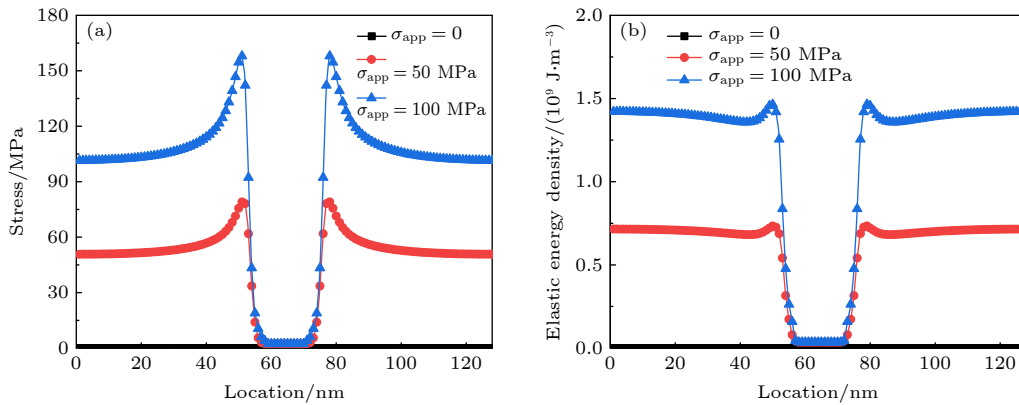 (a)
σapp = 0
σapp = 50 MPa
σapp = 100 MPa
Stress/MPa
180
150
120
90
60
30
0
0 20 40 60 80 100 120
Location/nm
(b)
σapp = 0
σapp = 50 MPa
σapp = 100 MPa
Elastic energy density/(10⁹ J·m⁻³)
2.0
1.5
1.0
0.5
0
0 20 40 60 80 100 120
Location/nm